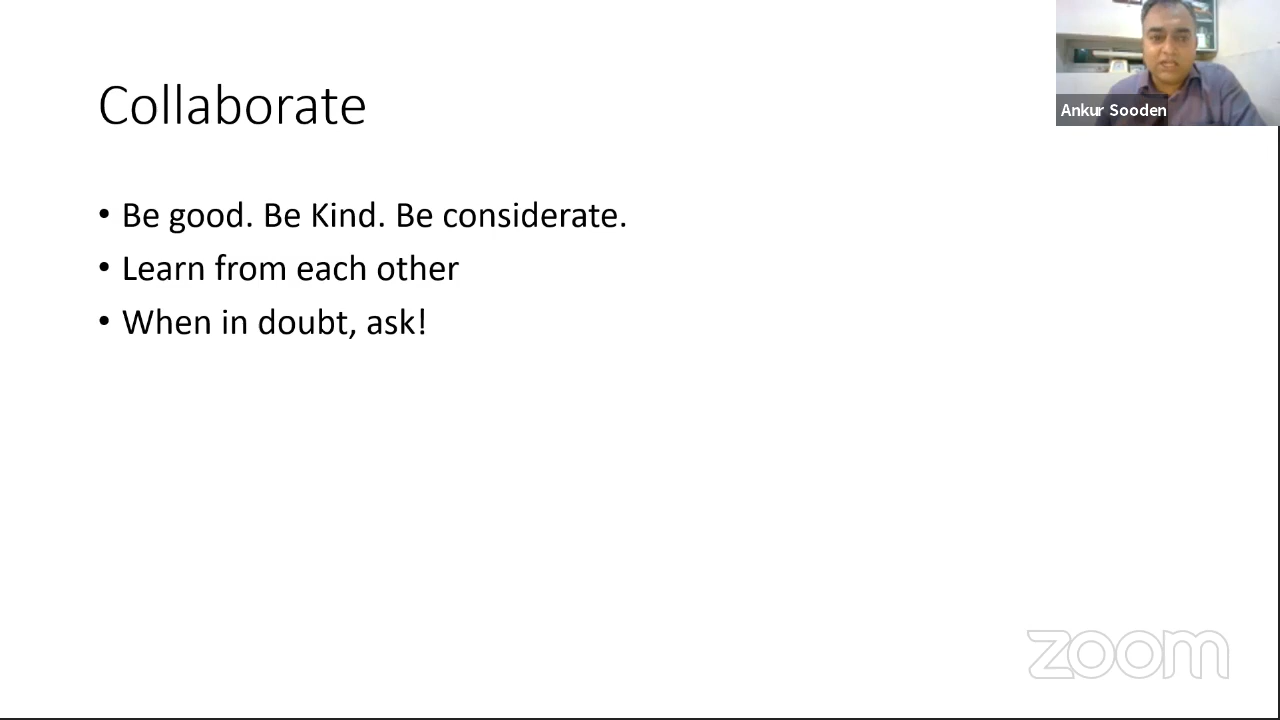 Collaborate
Ankur Sooden
• Be good. Be Kind. Be considerate.
• Learn from each other
• When in doubt, ask!
zoom